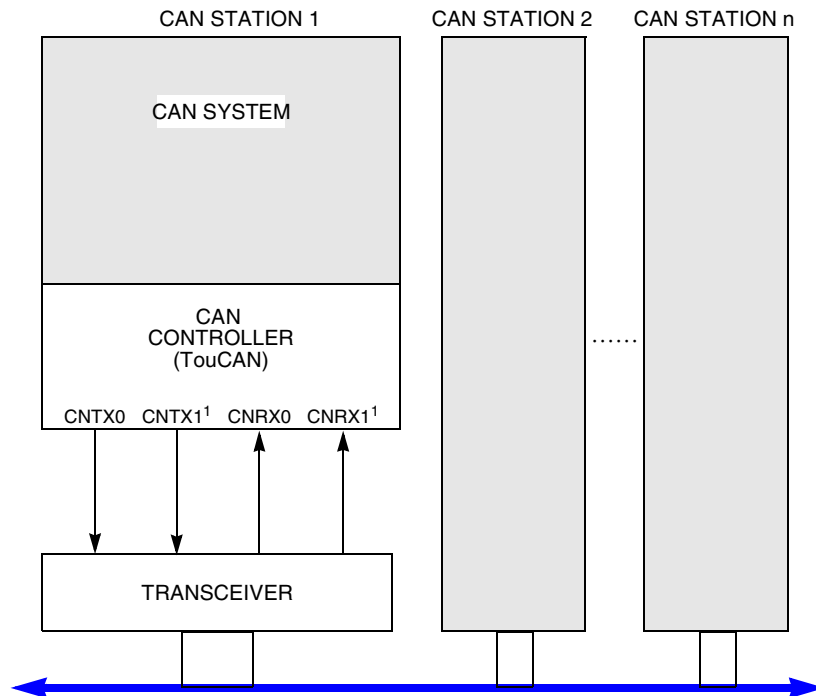 CAN STATION 1
CAN STATION 2
CAN STATION n
CAN SYSTEM
CAN
CONTROLLER
(TouCAN)
......
CNTX0 CNTX1¹ CNRX0 CNRX1¹
TRANSCEIVER